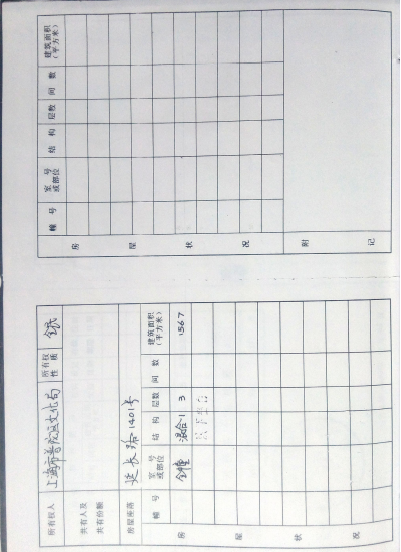 所有权人 上海市普陀区文化局 所有权性质 全民
共有人及共有份额
房屋座落 延长路1401号
房屋状况
幢号 室号或部位 结构 层数 间数 建筑面积(平方米)
全幢 混合1 3 1567
房屋状况
幢号 室号或部位 结构 层数 间数 建筑面积(平方米)
附记